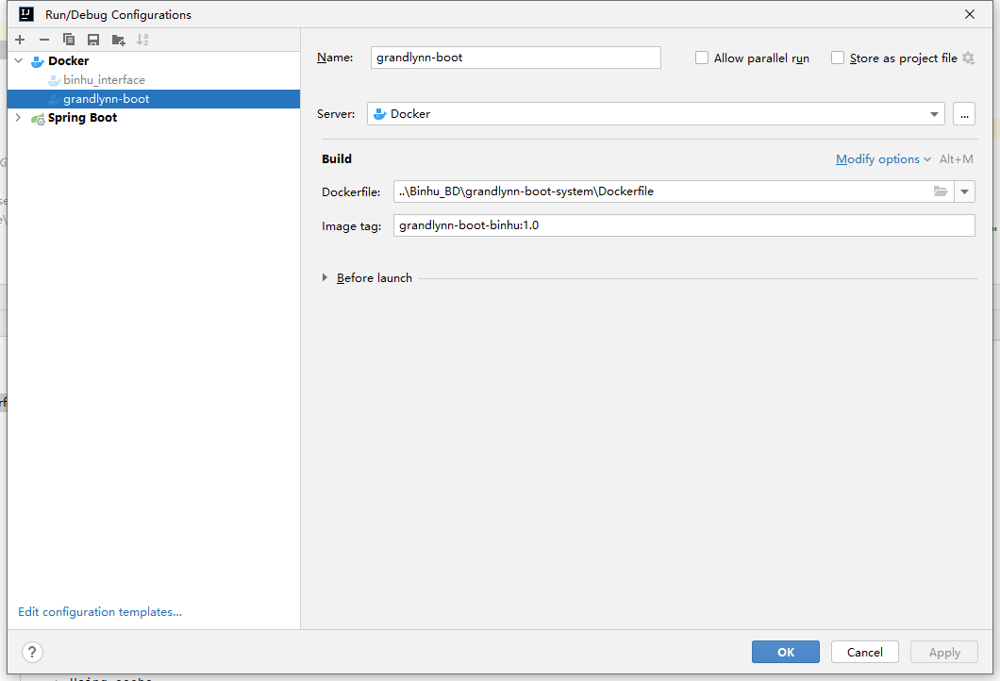 Run/Debug Configurations
Docker
binhu_interface
grandlynn-boot
Spring Boot
Name:
grandlynn-boot
Allow parallel run
Store as project file
Server:
Docker
...
Build
Modify options
Alt+M
Dockerfile:
..\Binhu_BD\grandlynn-boot-system\Dockerfile
Image tag:
grandlynn-boot-binhu:1.0
Before launch
Edit configuration templates...
?
OK
Cancel
Apply